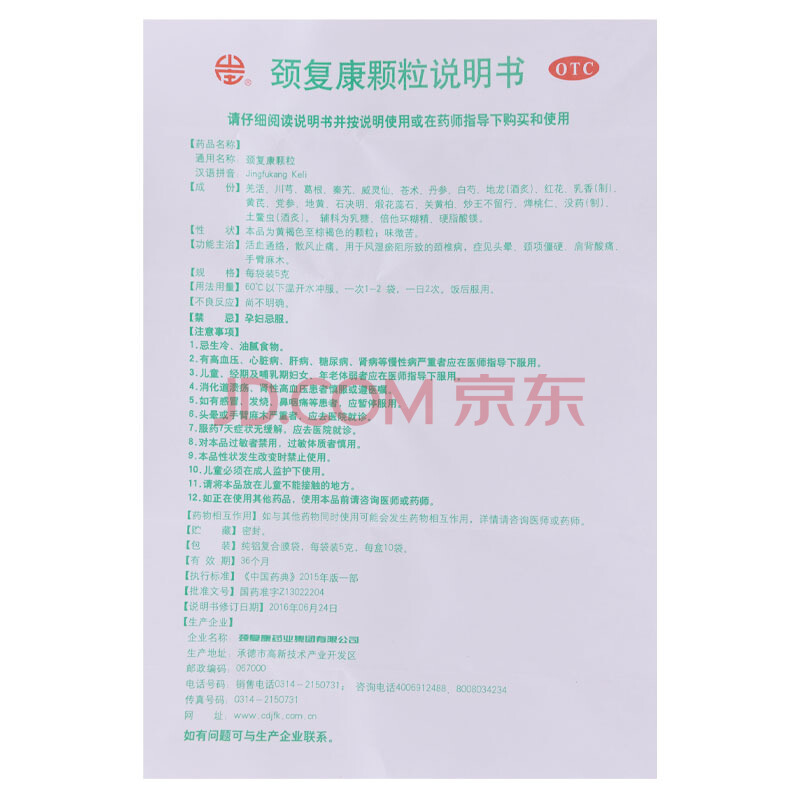 颈复康颗粒说明书
OTC
请仔细阅读说明书并按说明使用或在药师指导下购买和使用
【药品名称】
通用名称：颈复康颗粒
汉语拼音：Jingfukang Keli
【成　份】羌活、川芎、葛根、秦艽、威灵仙、苍术、丹参、白芍、地龙(酒炙)、红花、乳香(制)、
黄芪、党参、地黄、石决明、煅花蕊石、关黄柏、炒王不留行、燀桃仁、没药(制)、
土鳖虫(酒炙)。 辅料为乳糖、倍他环糊精、硬脂酸镁。
【性　状】本品为黄褐色至棕褐色的颗粒；味微苦。
【功能主治】活血通络，散风止痛。用于风湿瘀阻所致的颈椎病，症见头晕、颈项僵硬、肩背酸痛、
手臂麻木。
【规　格】每袋装5克
【用法用量】60℃以下温开水冲服。一次1-2 袋，一日2次。饭后服用。
【不良反应】尚不明确。
【禁　忌】孕妇忌服。
【注意事项】
1.忌生冷、油腻食物。
2.有高血压、心脏病、肝病、糖尿病、肾病等慢性病严重者应在医师指导下服用。
3.儿童、经期及哺乳期妇女、年老体弱者应在医师指导下服用。
4.消化道溃疡、肾性高血压患者慎服或遵医嘱。
5.如有感冒、发烧、鼻咽痛等患者，应暂停服用。
6.头晕或手臂麻木严重者，应去医院就诊。
7.服药7天症状无缓解，应去医院就诊。
8.对本品过敏者禁用，过敏体质者慎用。
9.本品性状发生改变时禁止使用。
10.儿童必须在成人监护下使用。
11.请将本品放在儿童不能接触的地方。
12.如正在使用其他药品，使用本品前请咨询医师或药师。
JD.COM 京东
【药物相互作用】如与其他药物同时使用可能会发生药物相互作用，详情请咨询医师或药师。
【贮　藏】密封。
【包　装】纯铝复合膜袋，每袋装5克，每盒10袋。
【有 效 期】36个月
【执行标准】《中国药典》2015年版一部
【批准文号】国药准字Z13022204
【说明书修订日期】2016年06月24日
【生产企业】
企业名称：颈复康药业集团有限公司
生产地址：承德市高新技术产业开发区
邮政编码：067000
电话号码：销售电话0314-2150731； 咨询电话4006912488、8008034234
传真号码：0314-2150731
网　址：www.cdjfk.com.cn
如有问题可与生产企业联系。